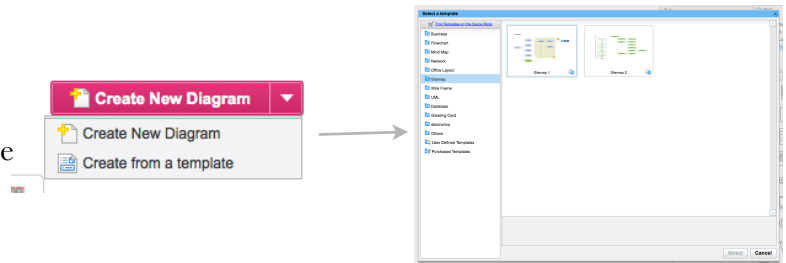 Create New Diagram
Create New Diagram
Create from a template
e
Select a template
Find Templates on the Cacoo Store
Business
Flowchart
Mind Map
Network
Office Layout
Sitemap
Wire Frame
UML
Database
Greeting Card
electronics
Others
User Defined Templates
Purchased Templates
Sitemap 1
Sitemap 2
Select
Cancel